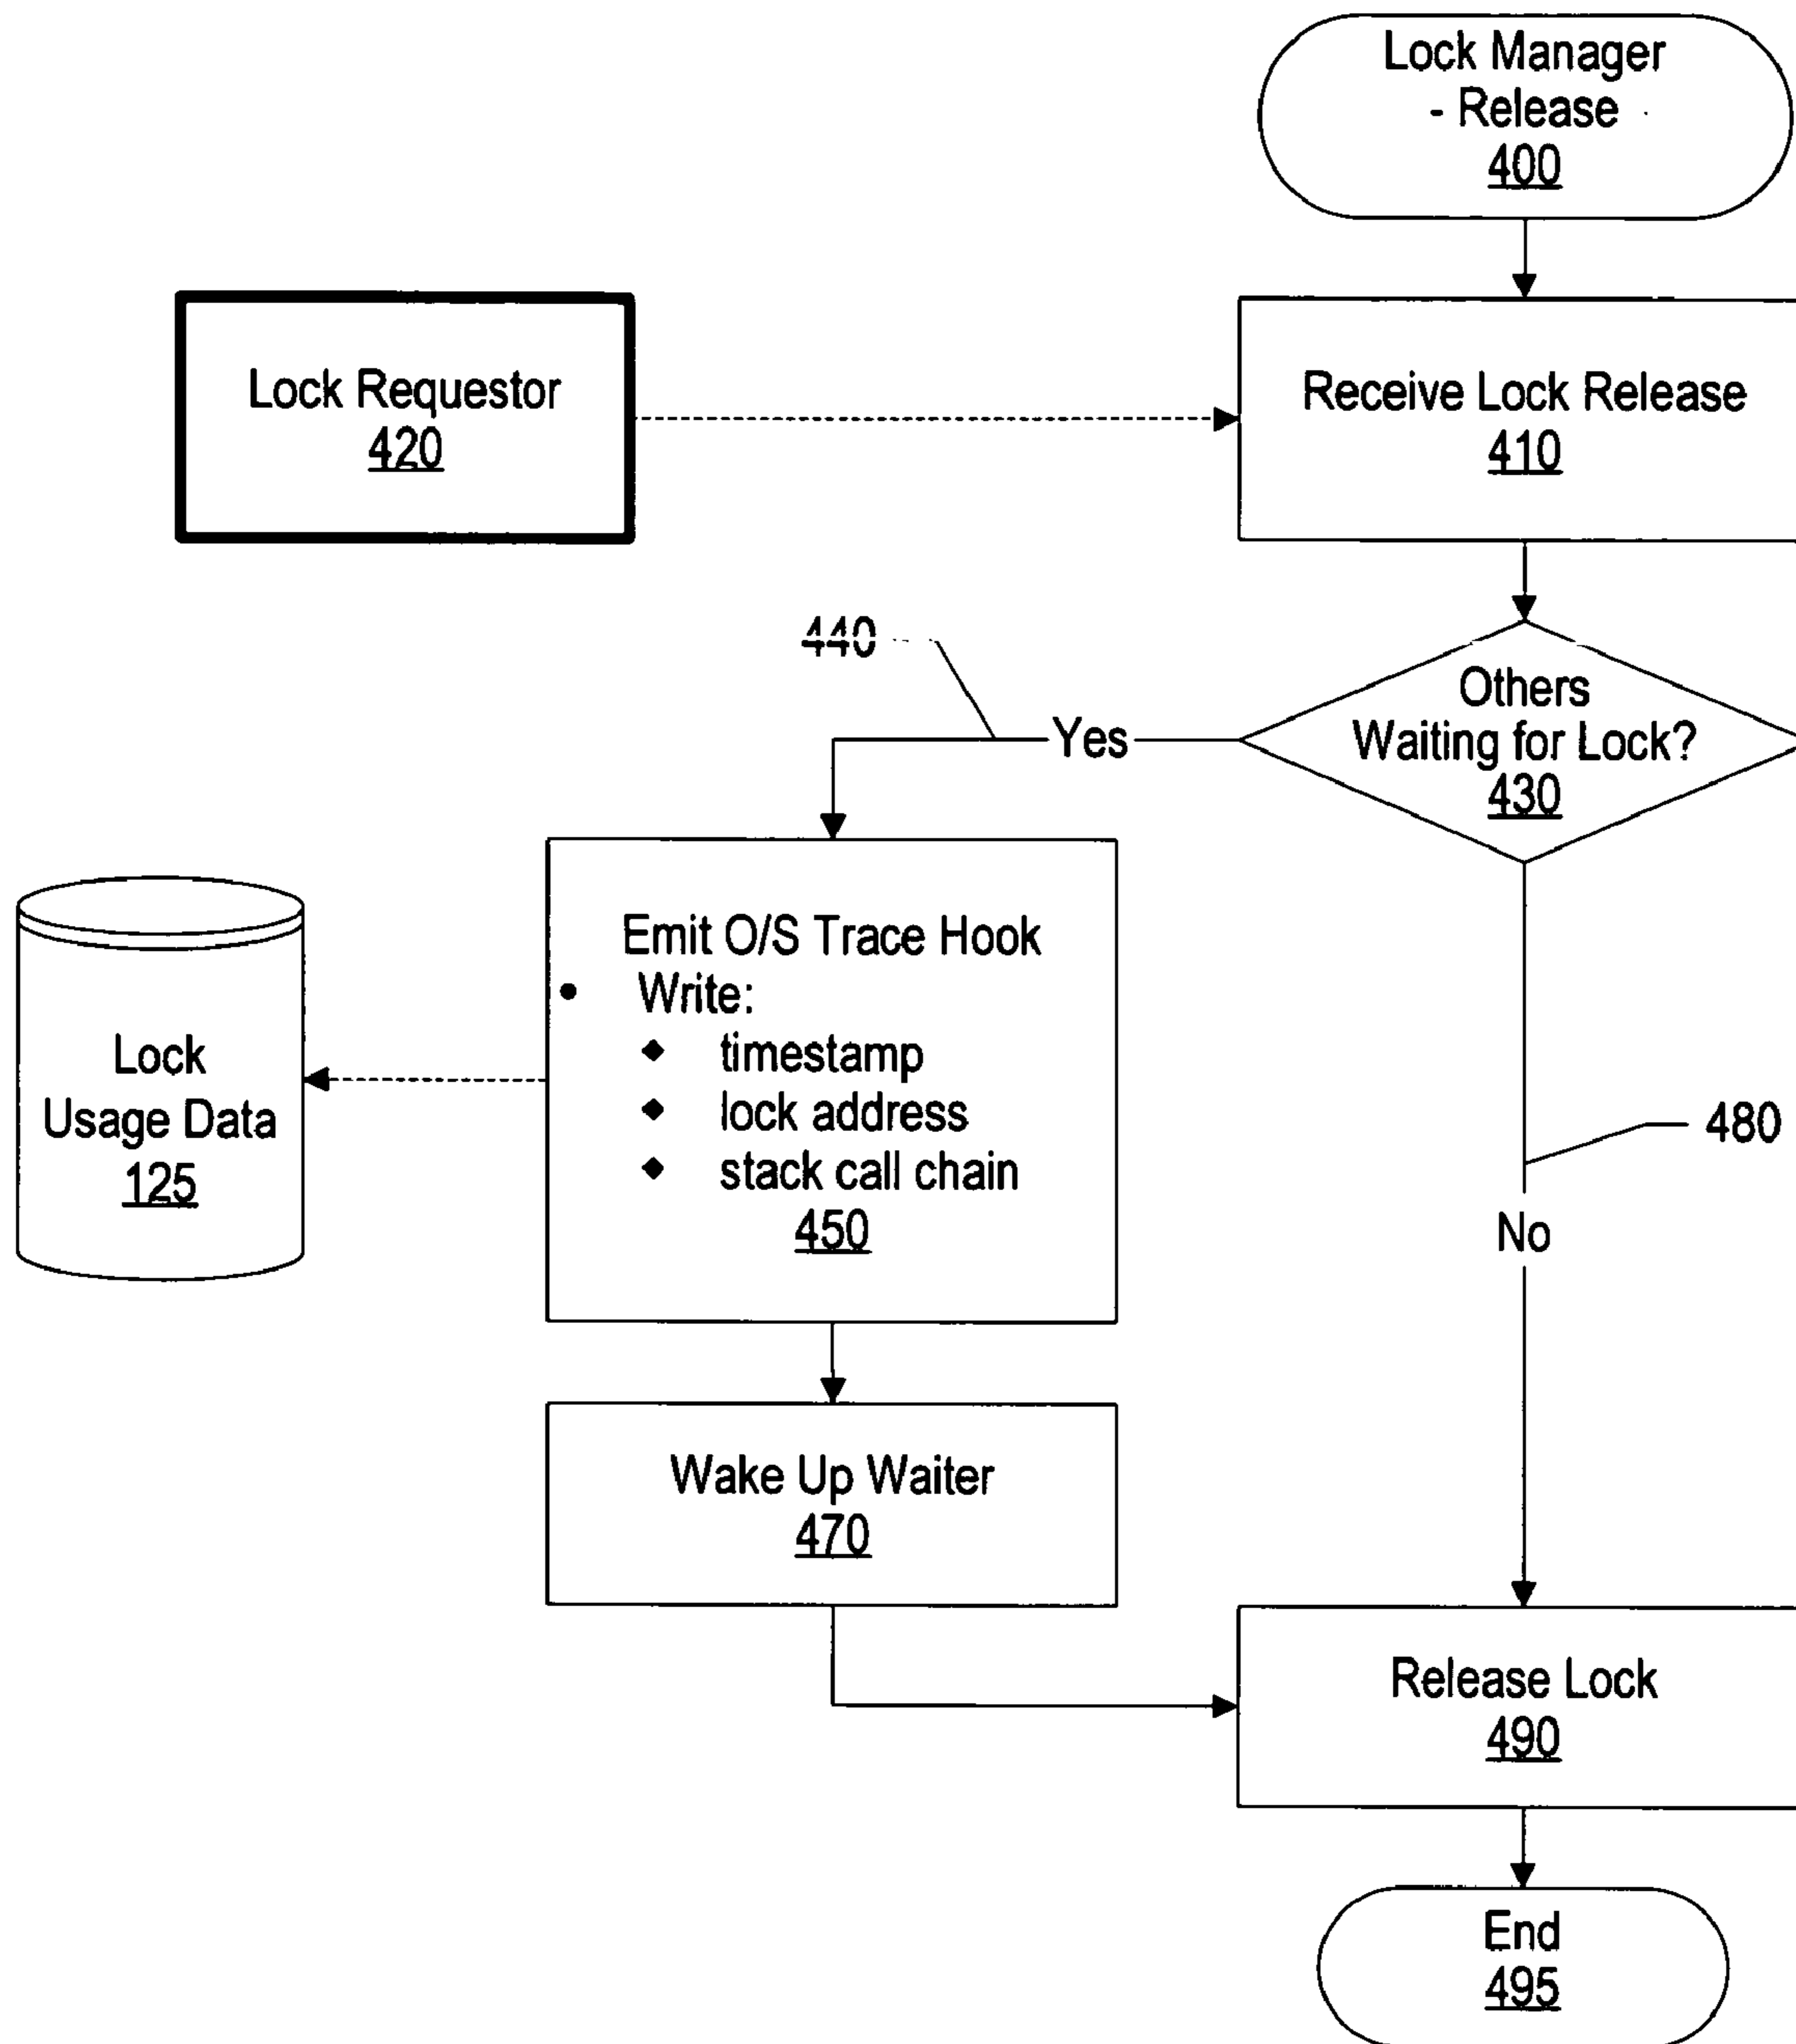 Lock Manager
- Release
400
Lock Requestor
420
Receive Lock Release
410
440
Others
Waiting for Lock?
430
Yes
Emit O/S Trace Hook
• Write:
◆ timestamp
◆ lock address
◆ stack call chain
450
Lock
Usage Data
125
480
No
Wake Up Waiter
470
Release Lock
490
End
495